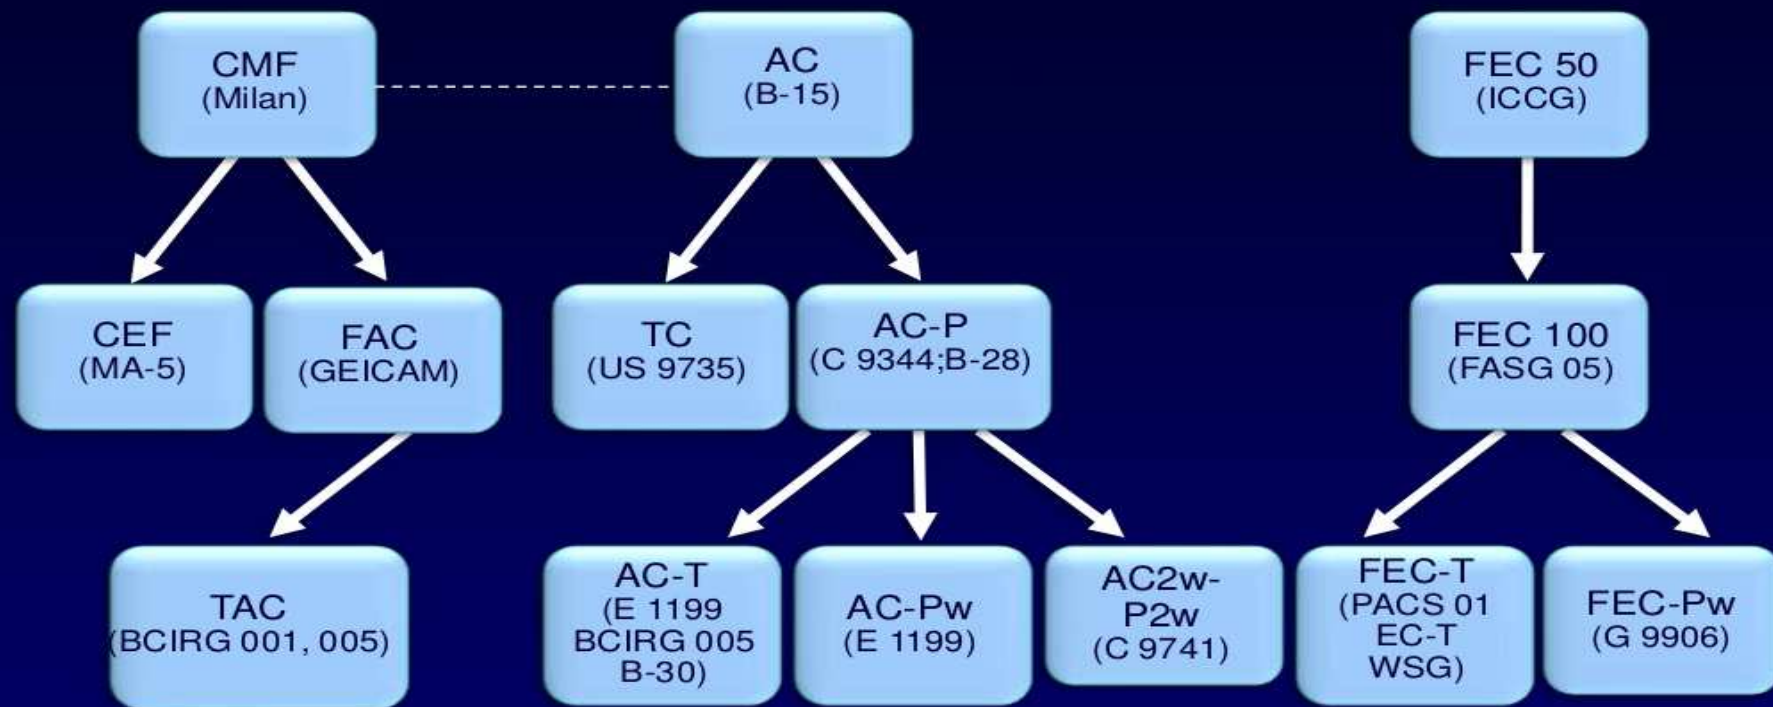 CMF
(Milan)
AC
(B-15)
FEC 50
(ICCG)
CEF
(MA-5)
FAC
(GEICAM)
TC
(US 9735)
AC-P
(C 9344;B-28)
FEC 100
(FASG 05)
TAC
(BCIRG 001, 005)
AC-T
(E 1199
BCIRG 005
B-30)
AC-Pw
(E 1199)
AC2w-
P2w
(C 9741)
FEC-T
(PACS 01
EC-T
WSG)
FEC-Pw
(G 9906)